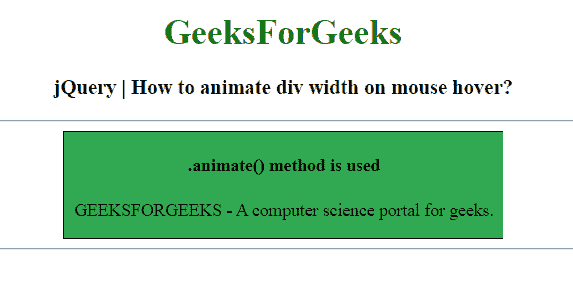 GeeksForGeeks
jQuery | How to animate div width on mouse hover?
.animate() method is used
GEEKSFORGEEKS - A computer science portal for geeks.